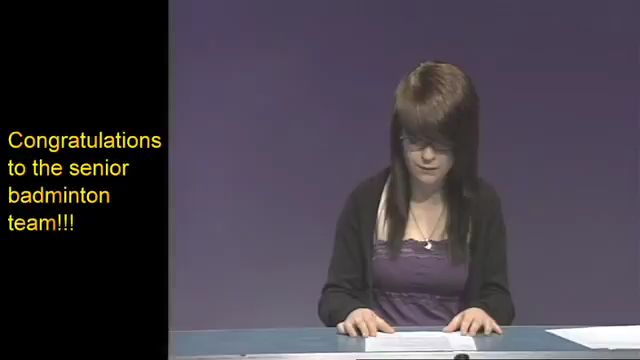 Congratulations
to the senior
badminton
team!!!